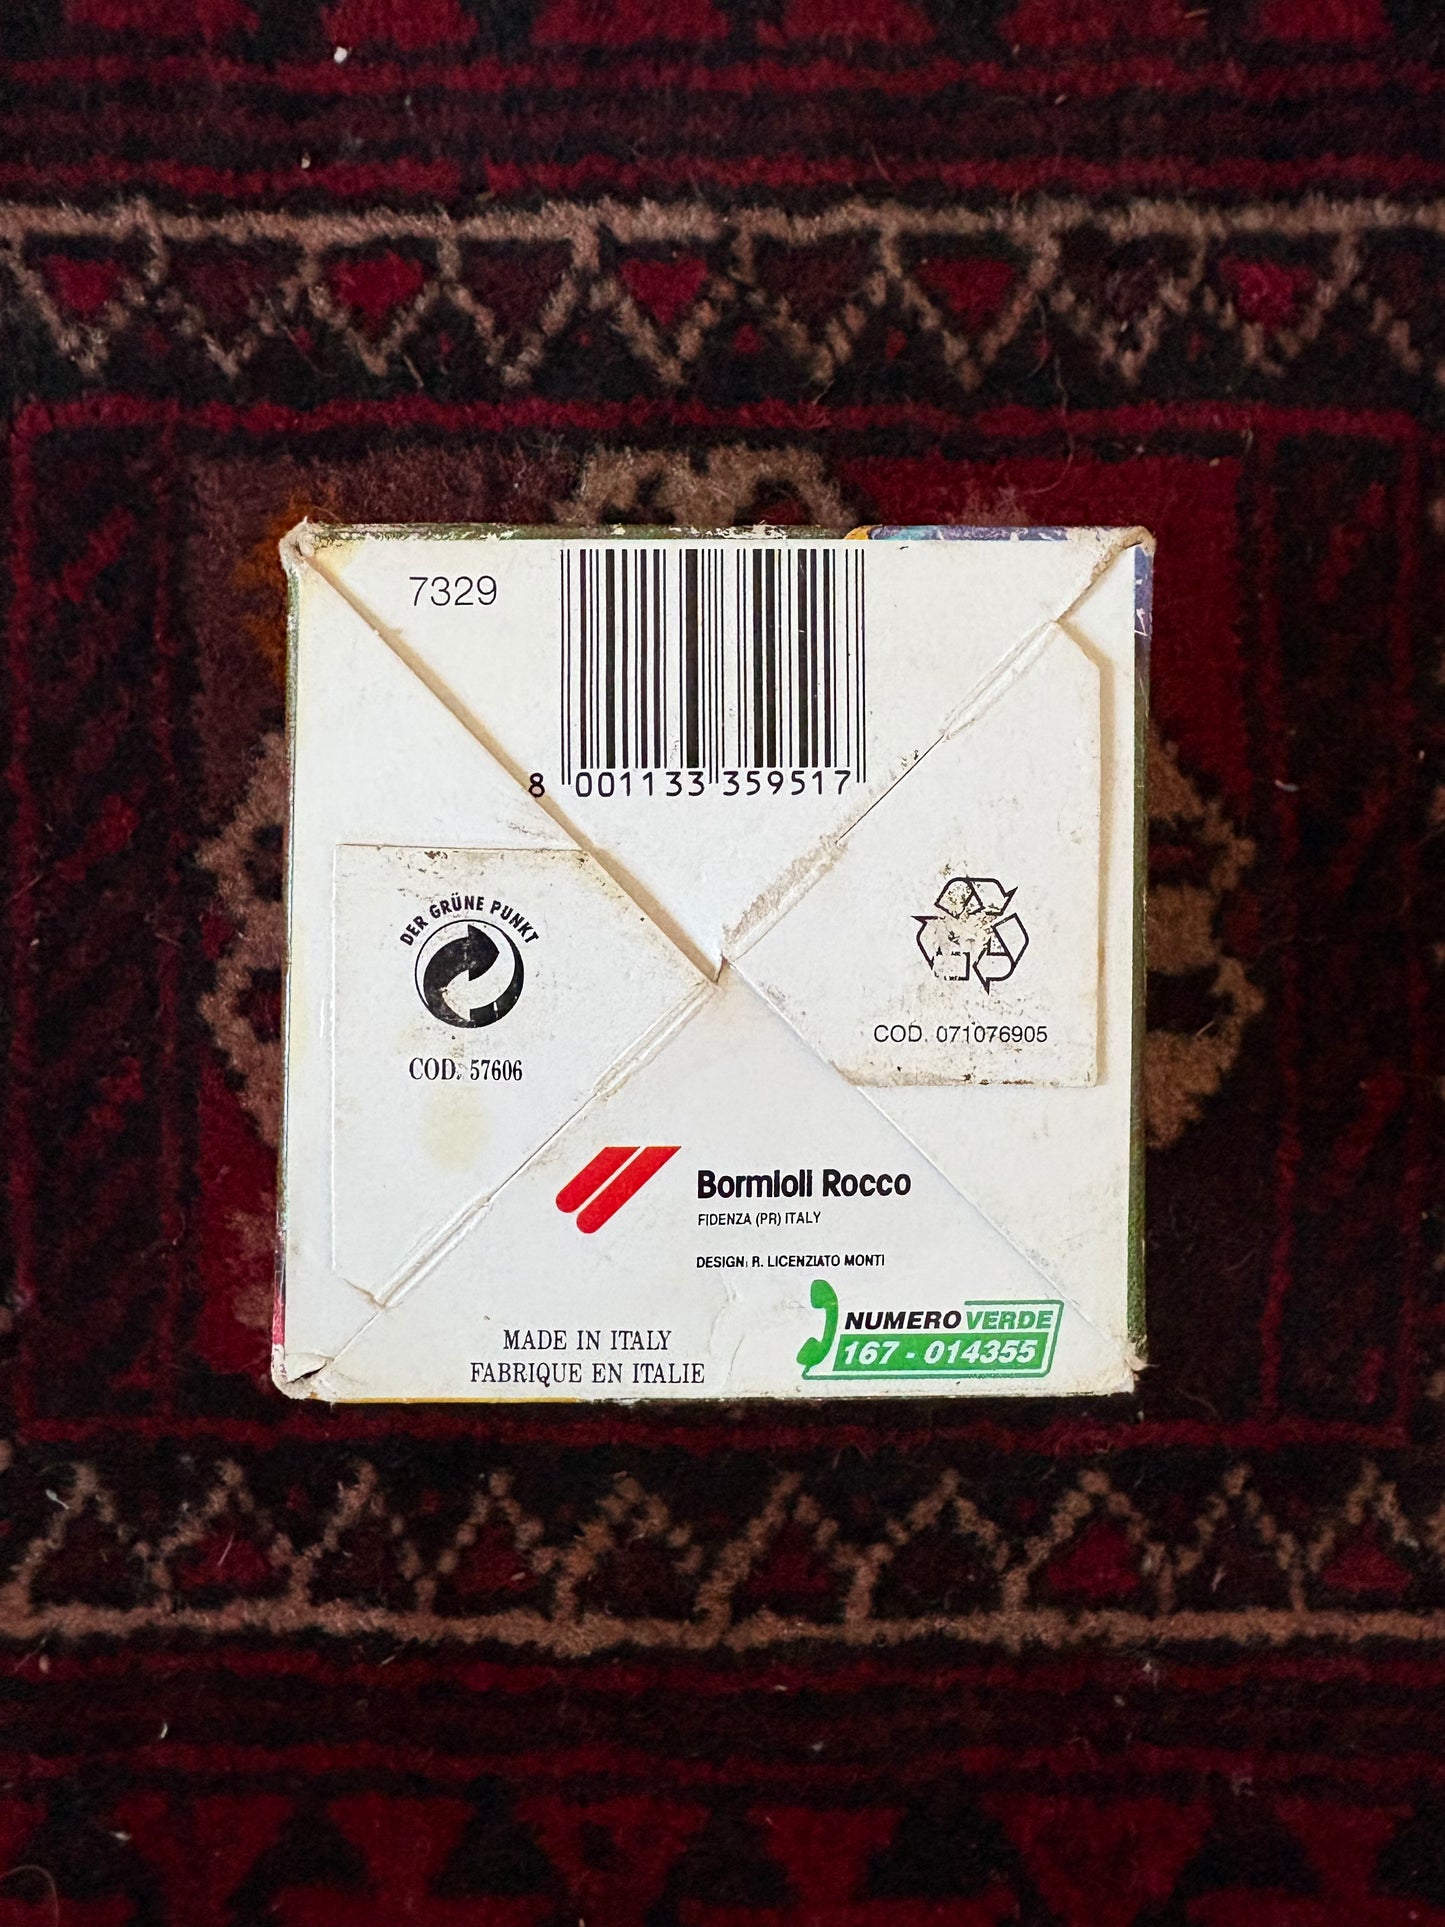 7329
8 001133 359517
DER GRÜNE PUNKT
COD. 57606
COD. 071076905
Bormioli Rocco
FIDENZA (PR) ITALY
DESIGN: R. LICENZIATO MONTI
MADE IN ITALY
FABRIQUE EN ITALIE
NUMERO VERDE
167 - 014355